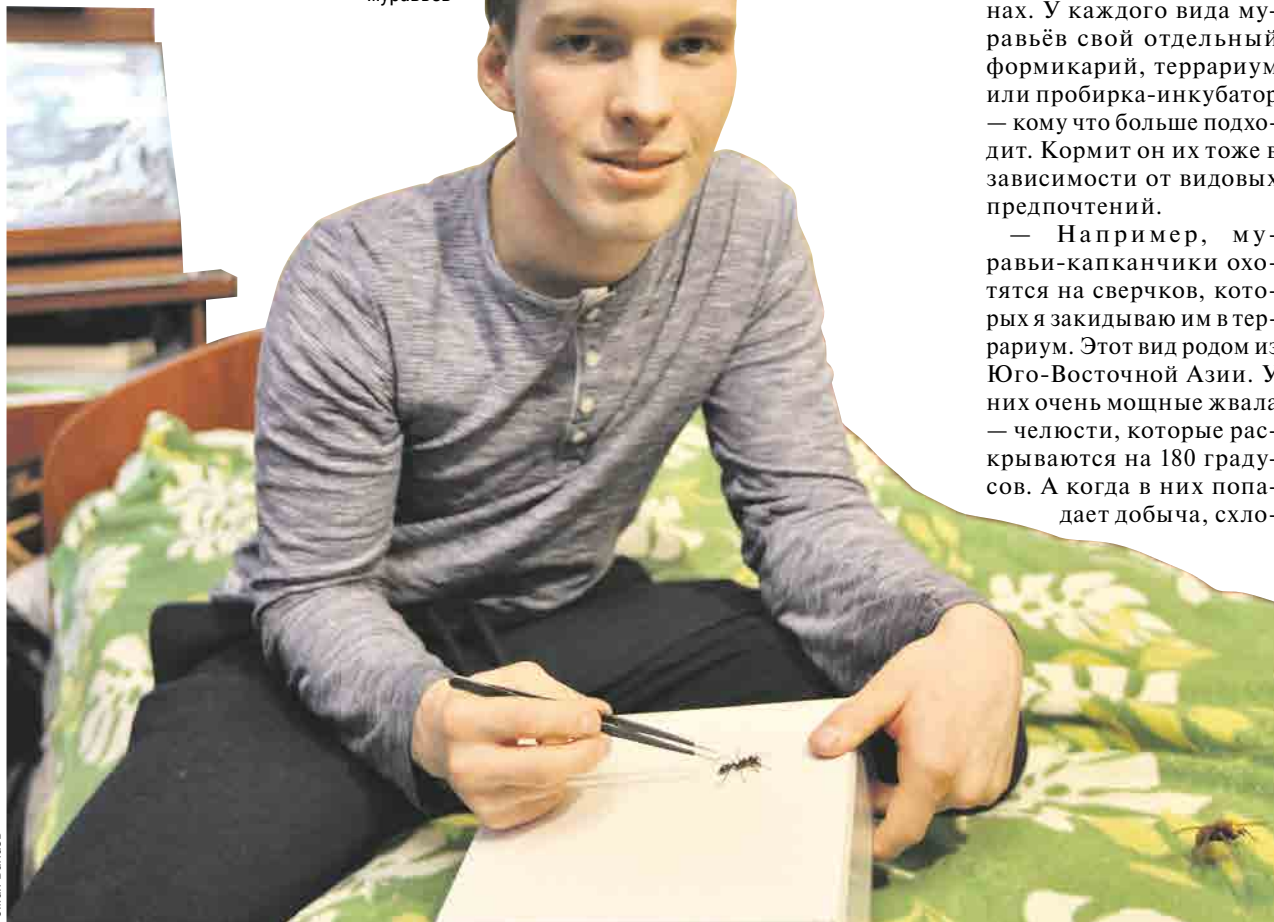 муравьёв
нах. У каждого вида му-
равьёв свой отдельный
формикарий, террариум
или пробирка-инкубатор
— кому что больше подхо-
дит. Кормит он их тоже в
зависимости от видовых
предпочтений.
— Например, му-
равьи-капканчики охо-
тятся на сверчков, кото-
рых я закидываю им в тер-
рариум. Этот вид родом из
Юго-Восточной Азии. У
них очень мощные жвала
— челюсти, которые рас-
крываются на 180 граду-
сов. А когда в них попа-
дает добыча, схло-